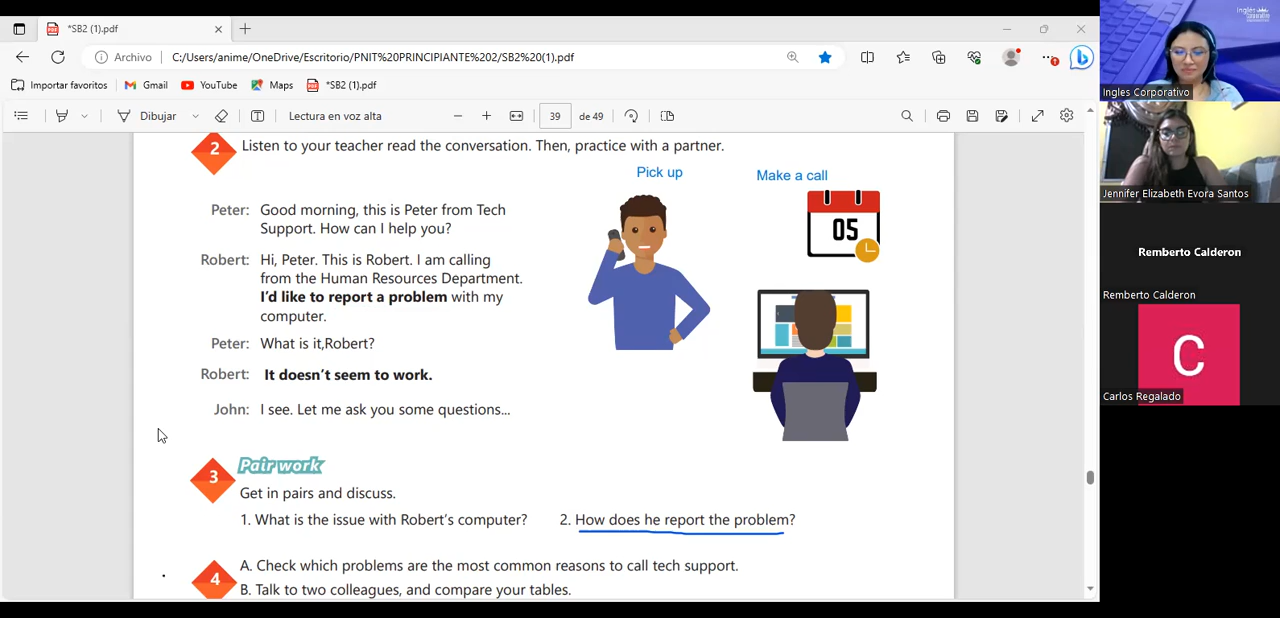 *SB2 (1).pdf
Archivo C:/Users/anime/OneDrive/Escritorio/PNIT%20PRINCIPIANTE%202/SB2%20(1).pdf
Importar favoritos Gmail YouTube Maps *SB2 (1).pdf
Dibujar Lectura en voz alta 39 de 49
2 Listen to your teacher read the conversation. Then, practice with a partner.
Pick up Make a call
Peter: Good morning, this is Peter from Tech
Support. How can I help you?
05
Robert: Hi, Peter. This is Robert. I am calling
from the Human Resources Department.
I'd like to report a problem with my
computer.
Peter: What is it,Robert?
Robert: It doesn't seem to work.
John: I see. Let me ask you some questions...
3 Pair work
Get in pairs and discuss.
1. What is the issue with Robert's computer? 2. How does he report the problem?
4 A. Check which problems are the most common reasons to call tech support.
B. Talk to two colleagues, and compare your tables.
Ingles Corporativo
Jennifer Elizabeth Evora Santos
Remberto Calderon
Remberto Calderon
C
Carlos Regalado